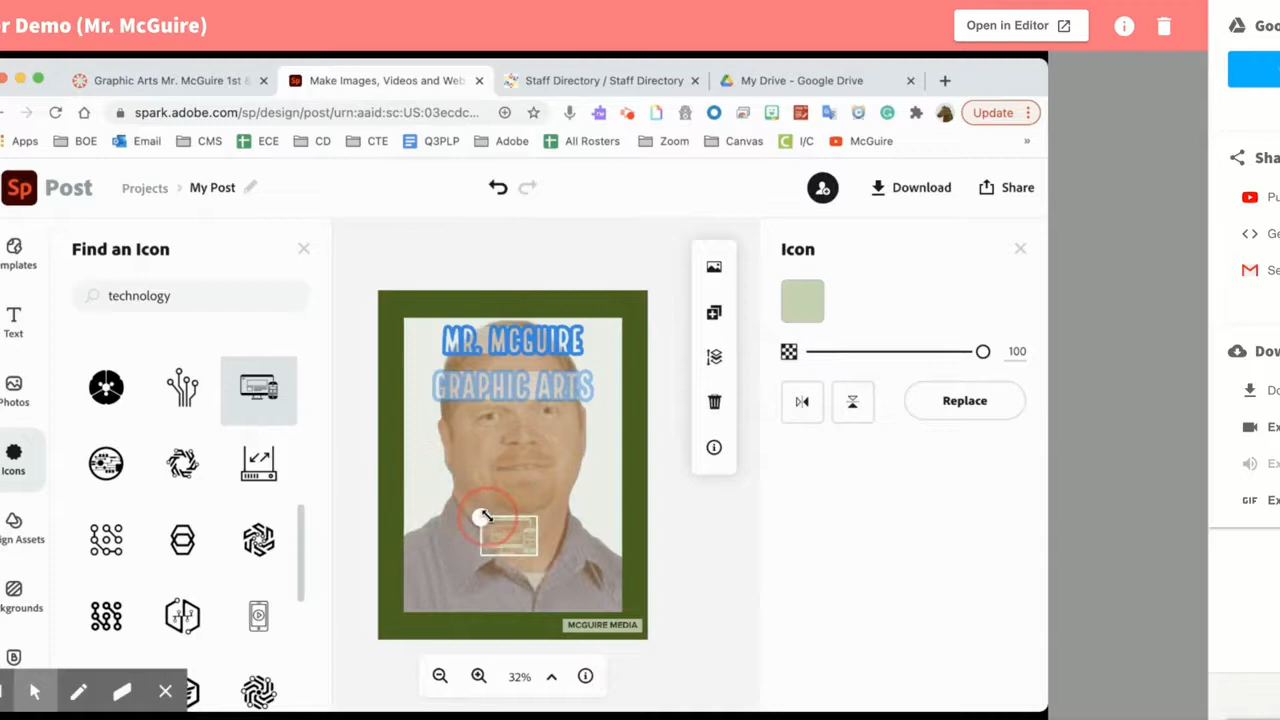 r Demo (Mr. McGuire)
Open in Editor
Goo
Graphic Arts Mr. McGuire 1st &
Make Images, Videos and Web
Staff Directory / Staff Directory
My Drive - Google Drive
spark.adobe.com/sp/design/post/urn:aaid:sc:US:03ecdc...
Update
Apps
BOE
Email
CMS
ECE
CD
CTE
Q3PLP
Adobe
All Rosters
Zoom
Canvas
I/C
McGuire
»
Sha
Sp Post
Projects
My Post
Download
Share
Pu
Ge
Se
mplates
Find an Icon
Icon
technology
Text
MR. MCGUIRE
GRAPHIC ARTS
100
Dow
Photos
Replace
Do
Ex
Icons
Ex
GIF Ex
ign Assets
kgrounds
MCGUIRE MEDIA
32%